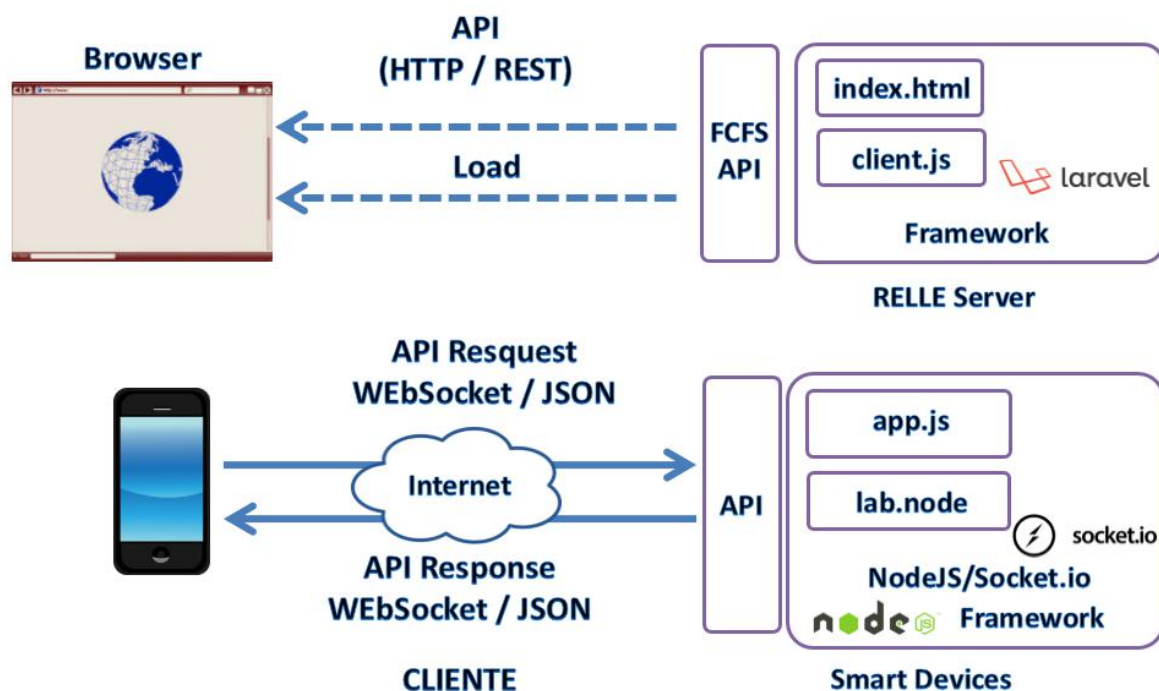 API
(HTTP / REST)
Browser
Load
FCFS
API
index.html
client.js
laravel
Framework
RELLE Server
API Resquest
WEbSocket / JSON
Internet
API Response
WEbSocket / JSON
CLIENTE
API
app.js
lab.node
socket.io
NodeJS/Socket.io
node JS
Framework
Smart Devices